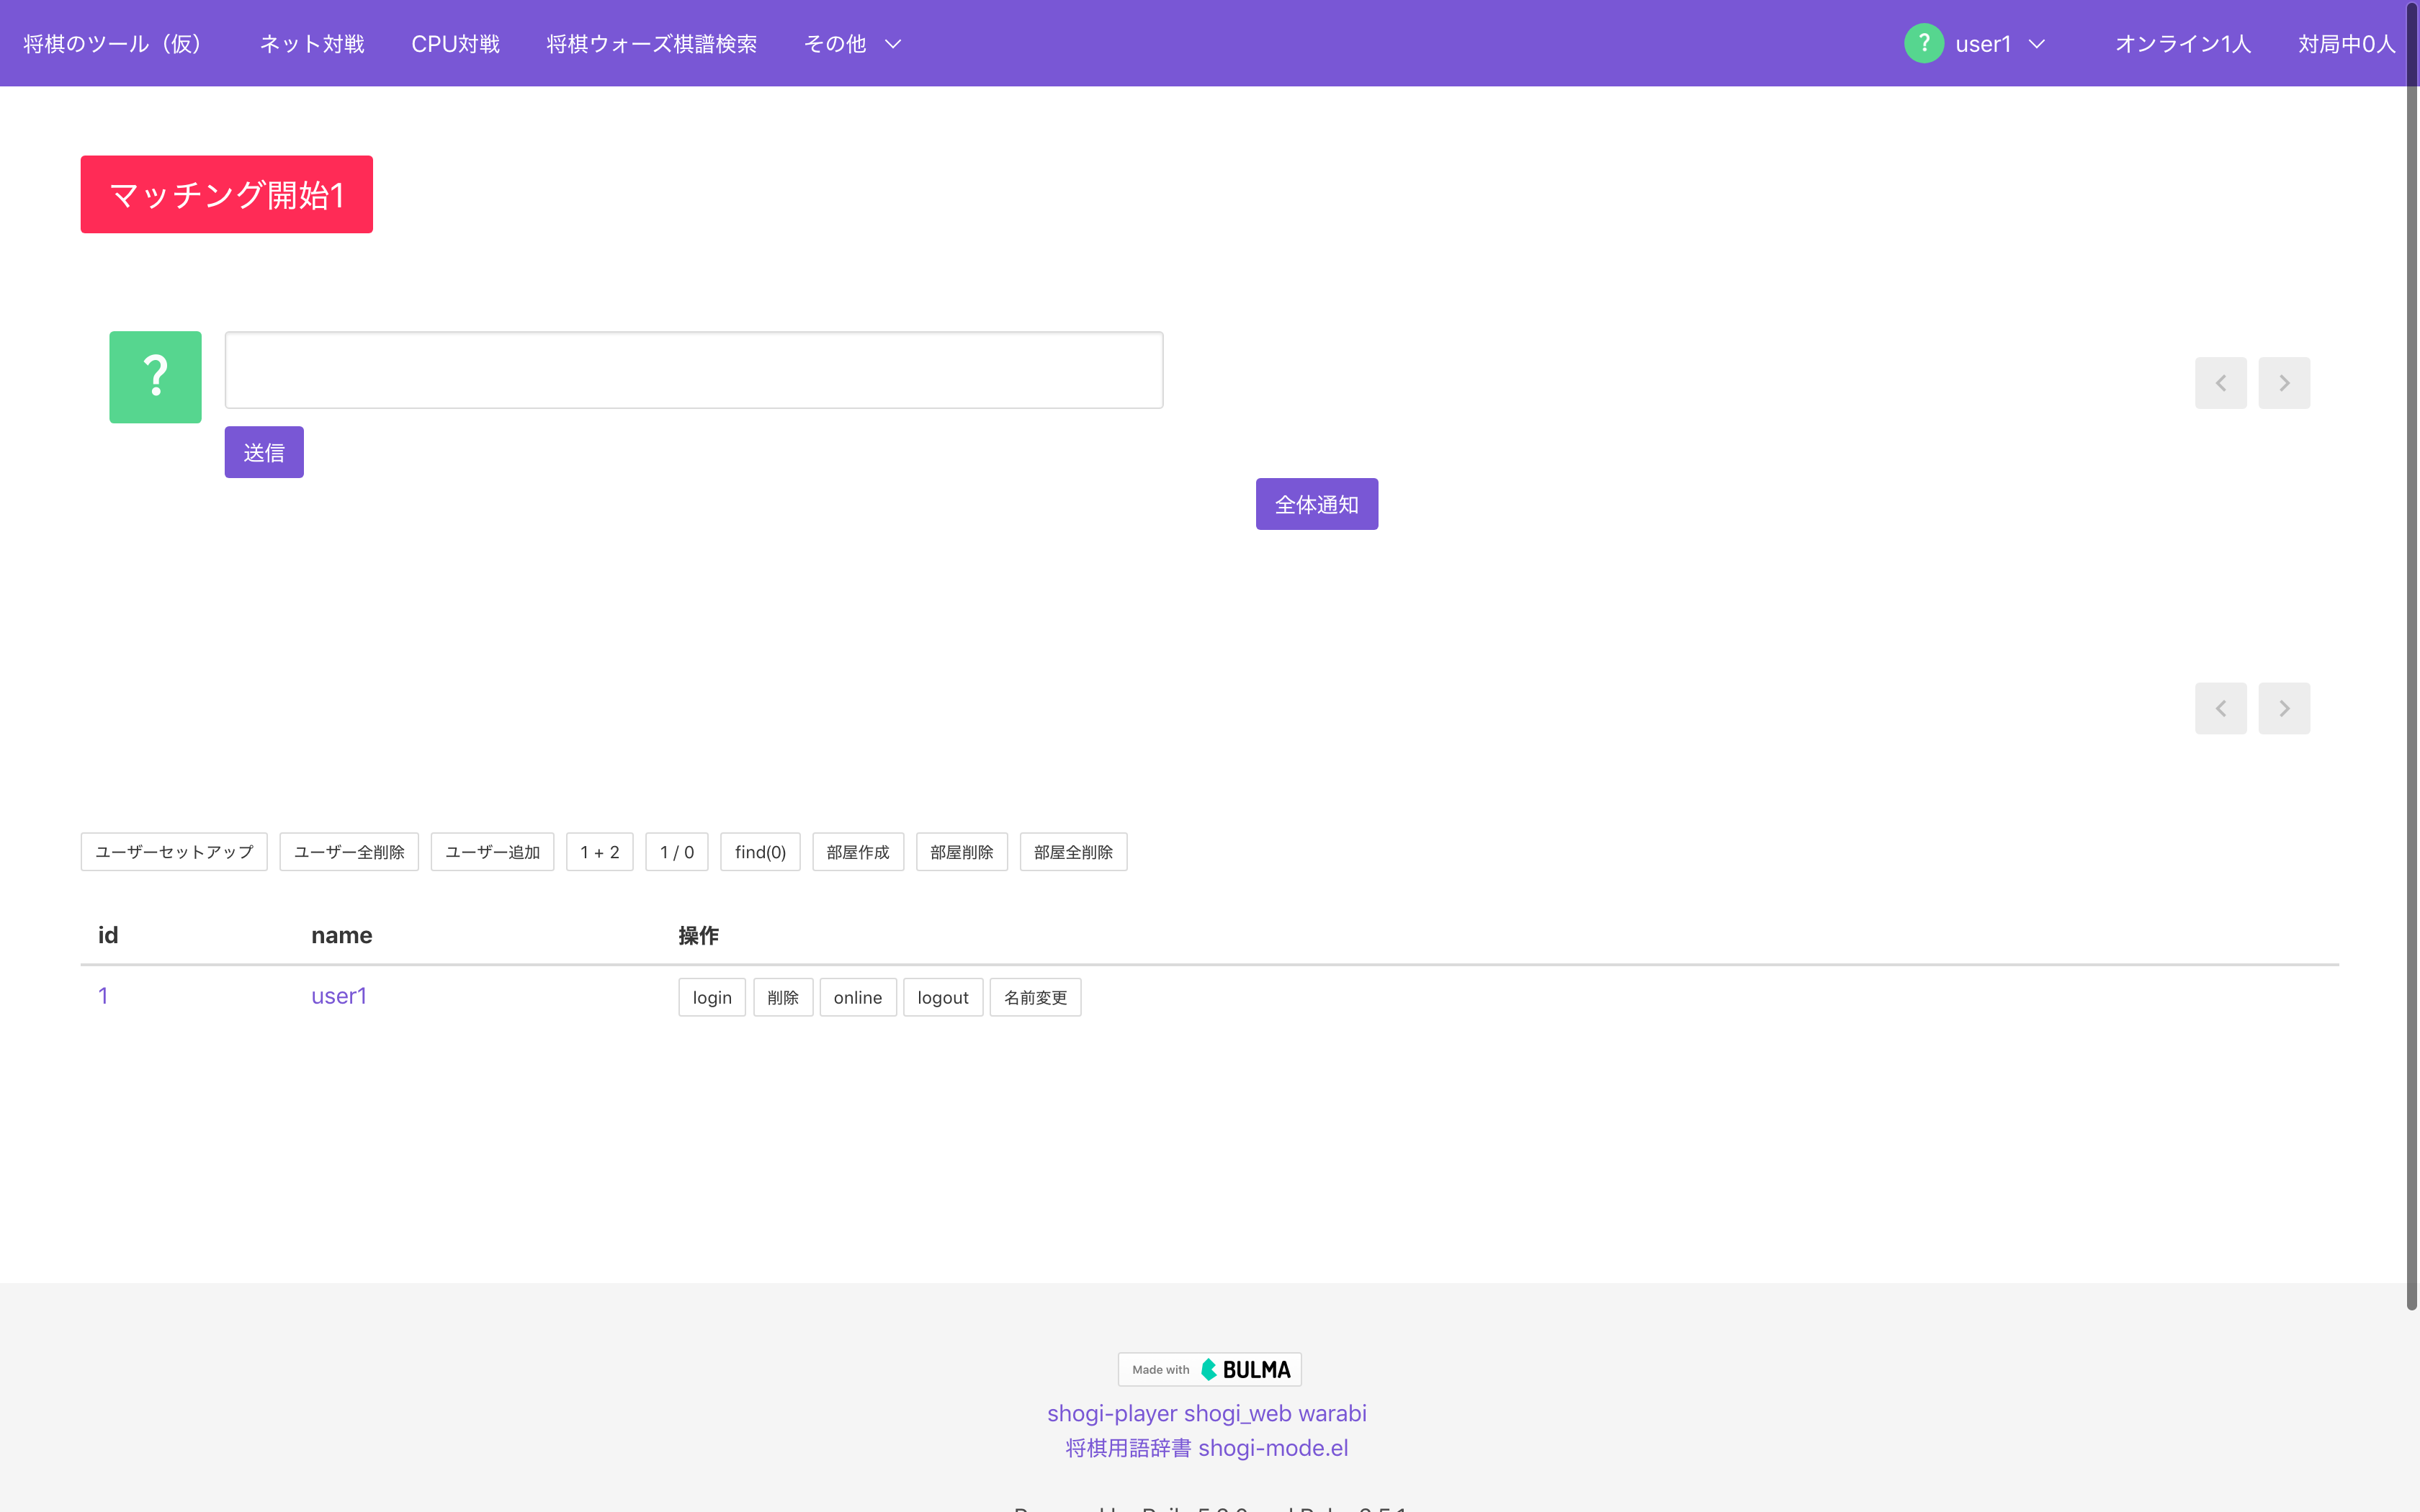 将棋のツール（仮） ネット対戦 CPU対戦 将棋ウォーズ棋譜検索 その他 ? user1 オンライン1人 対局中0人
マッチング開始1
?
送信
全体通知
ユーザーセットアップ ユーザー全削除 ユーザー追加 1 + 2 1 / 0 find(0) 部屋作成 部屋削除 部屋全削除
id name 操作
1 user1 login 削除 online logout 名前変更
Made with BULMA
shogi-player shogi_web warabi
将棋用語辞書 shogi-mode.el